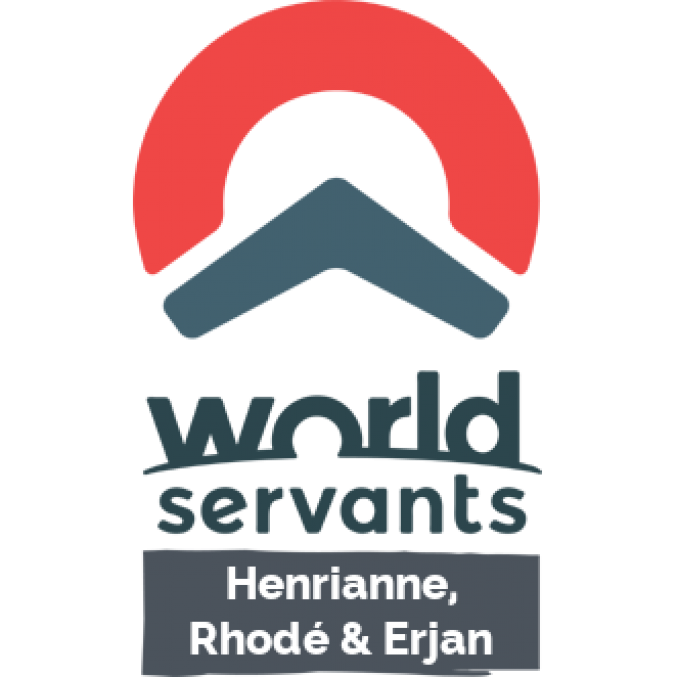 world
servants
Henrianne,
Rhodé & Erjan